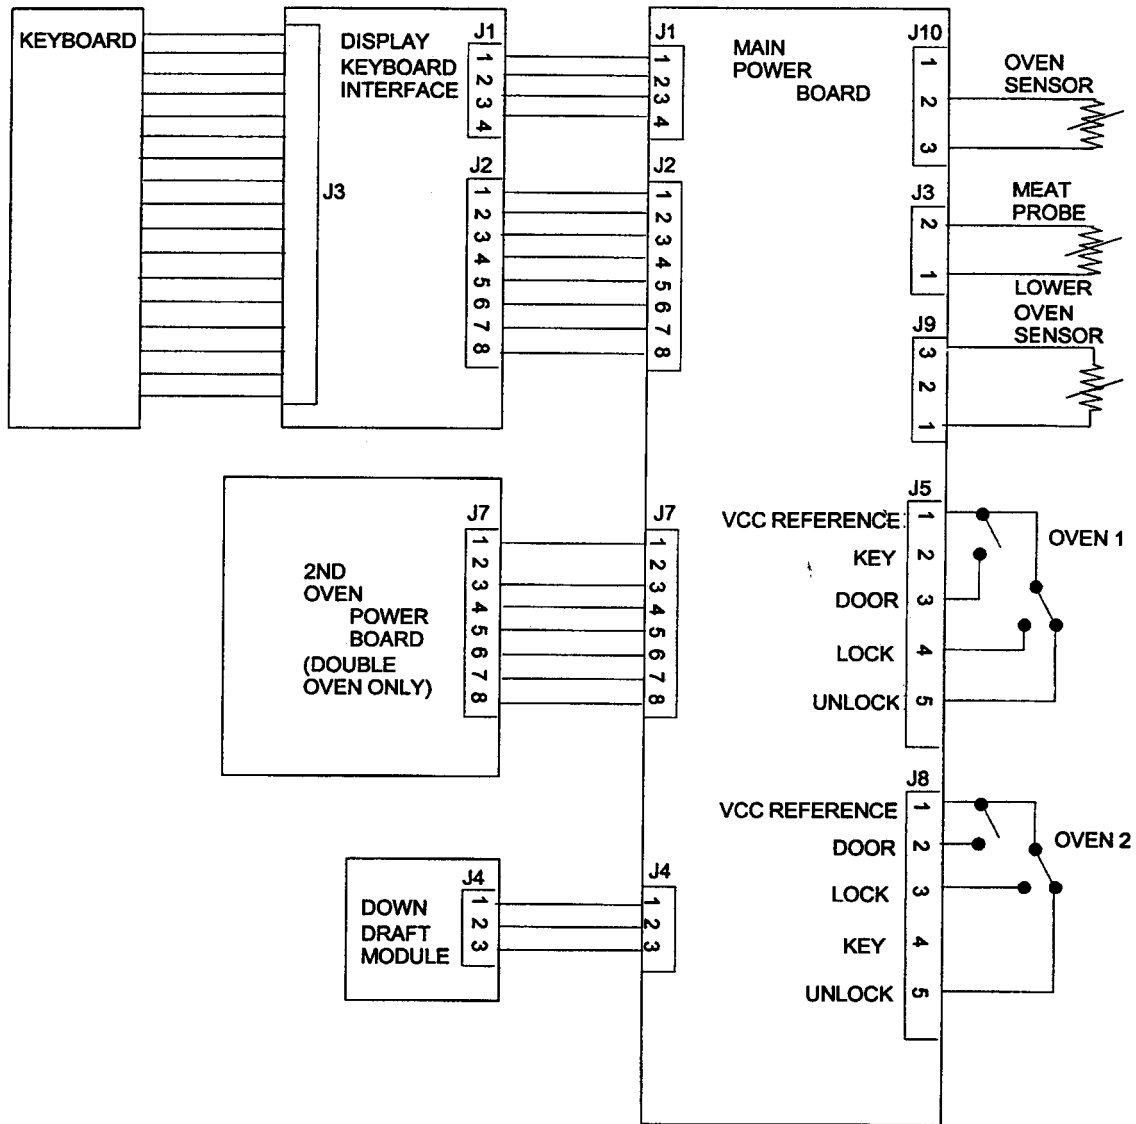 KEYBOARD
DISPLAY
KEYBOARD
INTERFACE
J3
J1
1
2
3
4
J2
1
2
3
4
5
6
7
8
J1
1
2
3
4
J2
1
2
3
4
5
6
7
8
MAIN
POWER
BOARD
J10
1
2
3
OVEN
SENSOR
J3
2
1
MEAT
PROBE
LOWER
OVEN
SENSOR
J9
3
2
1
2ND
OVEN
POWER
BOARD
(DOUBLE
OVEN ONLY)
J7
1
2
3
4
5
6
7
8
J7
1
2
3
4
5
6
7
8
J5
VCC REFERENCE
1
KEY
2
DOOR
3
LOCK
4
UNLOCK
5
OVEN 1
J8
VCC REFERENCE
1
DOOR
2
LOCK
3
KEY
4
UNLOCK
5
OVEN 2
DOWN
DRAFT
MODULE
J4
1
2
3
J4
1
2
3